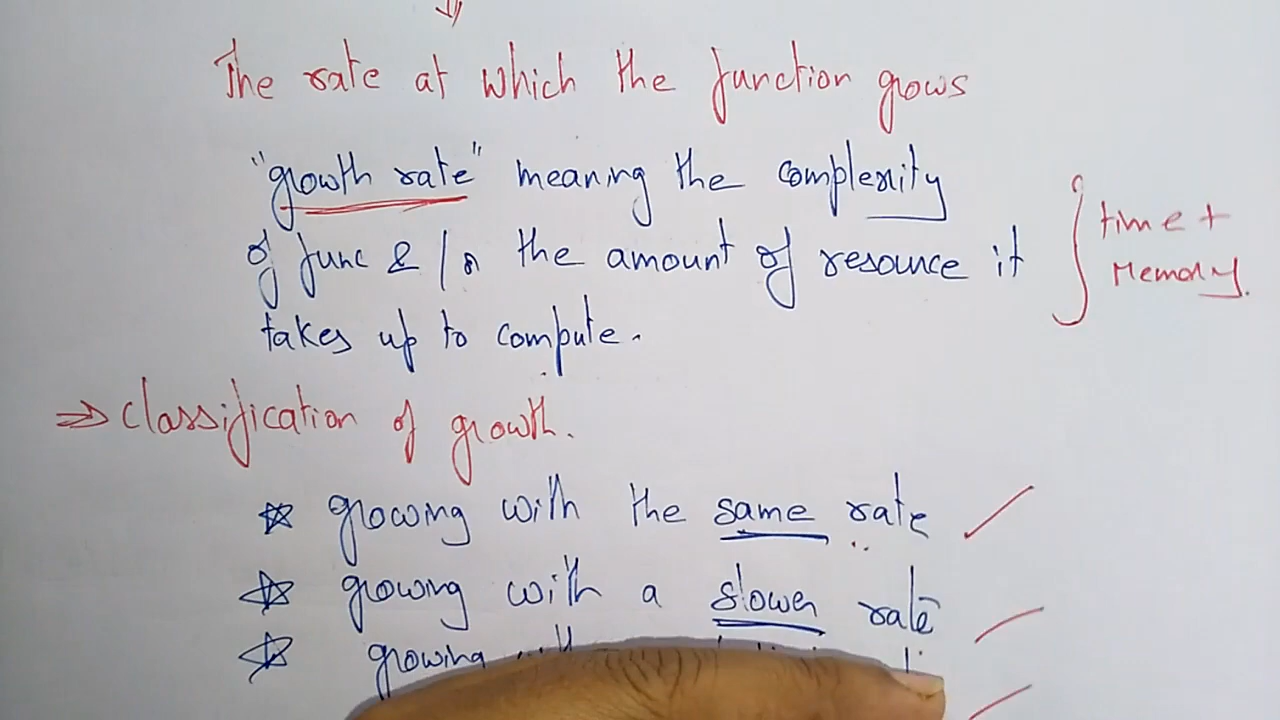 The rate at which the function grows
"growth rate" meaning the complexity
of func & / or the amount of resource it
takes up to compute.
time +
Memory.
⇒ classification of growth.
☆ growing with the same rate
☆ growing with a slower rate
☆ growing